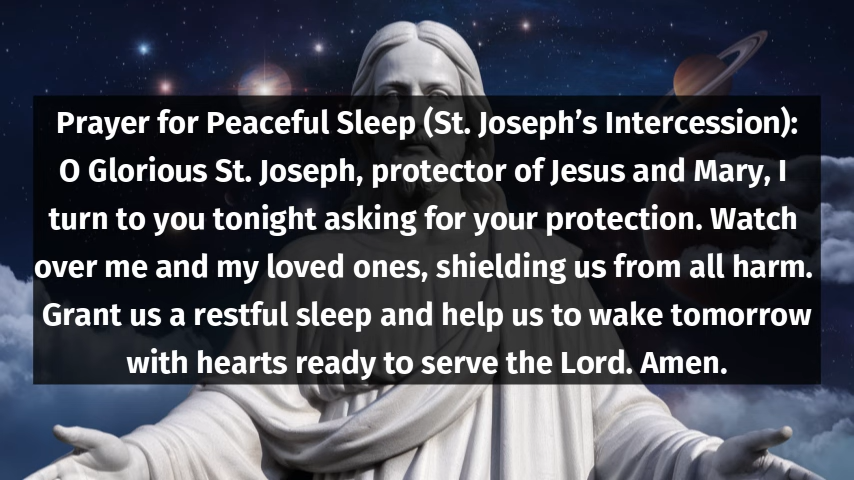 Prayer for Peaceful Sleep (St. Joseph’s Intercession):
O Glorious St. Joseph, protector of Jesus and Mary, I
turn to you tonight asking for your protection. Watch
over me and my loved ones, shielding us from all harm.
Grant us a restful sleep and help us to wake tomorrow
with hearts ready to serve the Lord. Amen.